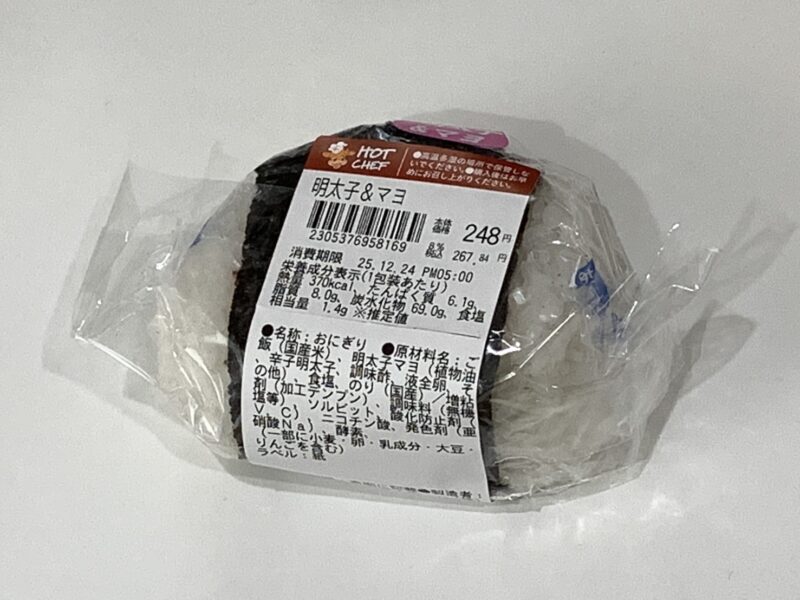 & マヨ
HOT
CHEF
●高温多湿の場所で保管しな
いでください。●購入後はお早
めにお召し上がりください。
明太子&マヨ
2305376958169
本体
価格 248円
8%
税込 267.84円
消費期限 25.12.24 PM05:00
栄養成分表示(1包装あたり)
熱量 370kcal、たんぱく質 6.1g、
脂質 8.0g、炭水化物 69.0g、食塩
相当量 1.4g ※推定値
●名称:おにぎり ●原材料名:ご
飯(国産米)、明太子マヨ(植物油
、辛子明太子、調味酢、液全卵、そ
の他)、食塩、のり(国産)/増粘
剤(加工デンプン)、調味料(無機
塩等)、ソルビット、酸化防止剤(
V.C)、ニコチン酸、発色剤(亜
硝酸Na)、酵素、
(一部に小麦・卵・乳成分・大豆・
りんごを含む)
ラベル:紙
製造者: